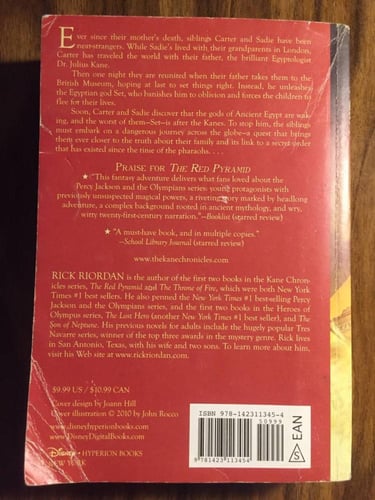 Ever since their mother's death, siblings Carter and Sadie have been
near-strangers. While Sadie's lived with their grandparents in London,
Carter has traveled the world with their father, the brilliant Egyptologist
Dr. Julius Kane.
Then one night they are reunited when their father takes them to the
British Museum, hoping at last to set things right. Instead, he unleashes
the Egyptian god Set, who banishes him to oblivion and forces the children to
flee for their lives.
Soon, Carter and Sadie discover that the gods of Ancient Egypt are wak-
ing, and the worst of them—Set—is after the Kanes. To stop him, the siblings
must embark on a dangerous journey across the globe—a quest that brings
them ever closer to the truth about their family and its link to a secret order
that has existed since the time of the pharaohs. . . .
PRAISE FOR THE RED PYRAMID
★ "This fantasy adventure delivers what fans loved about the
Percy Jackson and the Olympians series: young protagonists with
previously unsuspected magical powers, a riveting story marked by headlong
adventure, a complex background rooted in ancient mythology, and wry,
witty twenty-first-century narration."—Booklist (starred review)
★ "A must-have book, and in multiple copies."
—School Library Journal (starred review)
www.thekanechronicles.com
RICK RIORDAN is the author of the first two books in the Kane Chron-
icles series, The Red Pyramid and The Throne of Fire, which were both New York
Times #1 best sellers. He also penned the New York Times #1 best-selling Percy
Jackson and the Olympians series, and the first two books in the Heroes of
Olympus series, The Lost Hero (another New York Times #1 best seller), and The
Son of Neptune. His previous novels for adults include the hugely popular Tres
Navarre series, winner of the top three awards in the mystery genre. Rick lives
in San Antonio, Texas, with his wife and two sons. To learn more about him,
visit his Web site at www.rickriordan.com.
$9.99 US / $10.99 CAN
Cover design by Joann Hill
Cover illustration © 2010 by John Rocco
www.disneyhyperionbooks.com
www.DisneyDigitalBooks.com
DISNEY • HYPERION BOOKS
NEW YORK
ISBN 978-142311345-4
50999
9 781423 113454
S
EAN